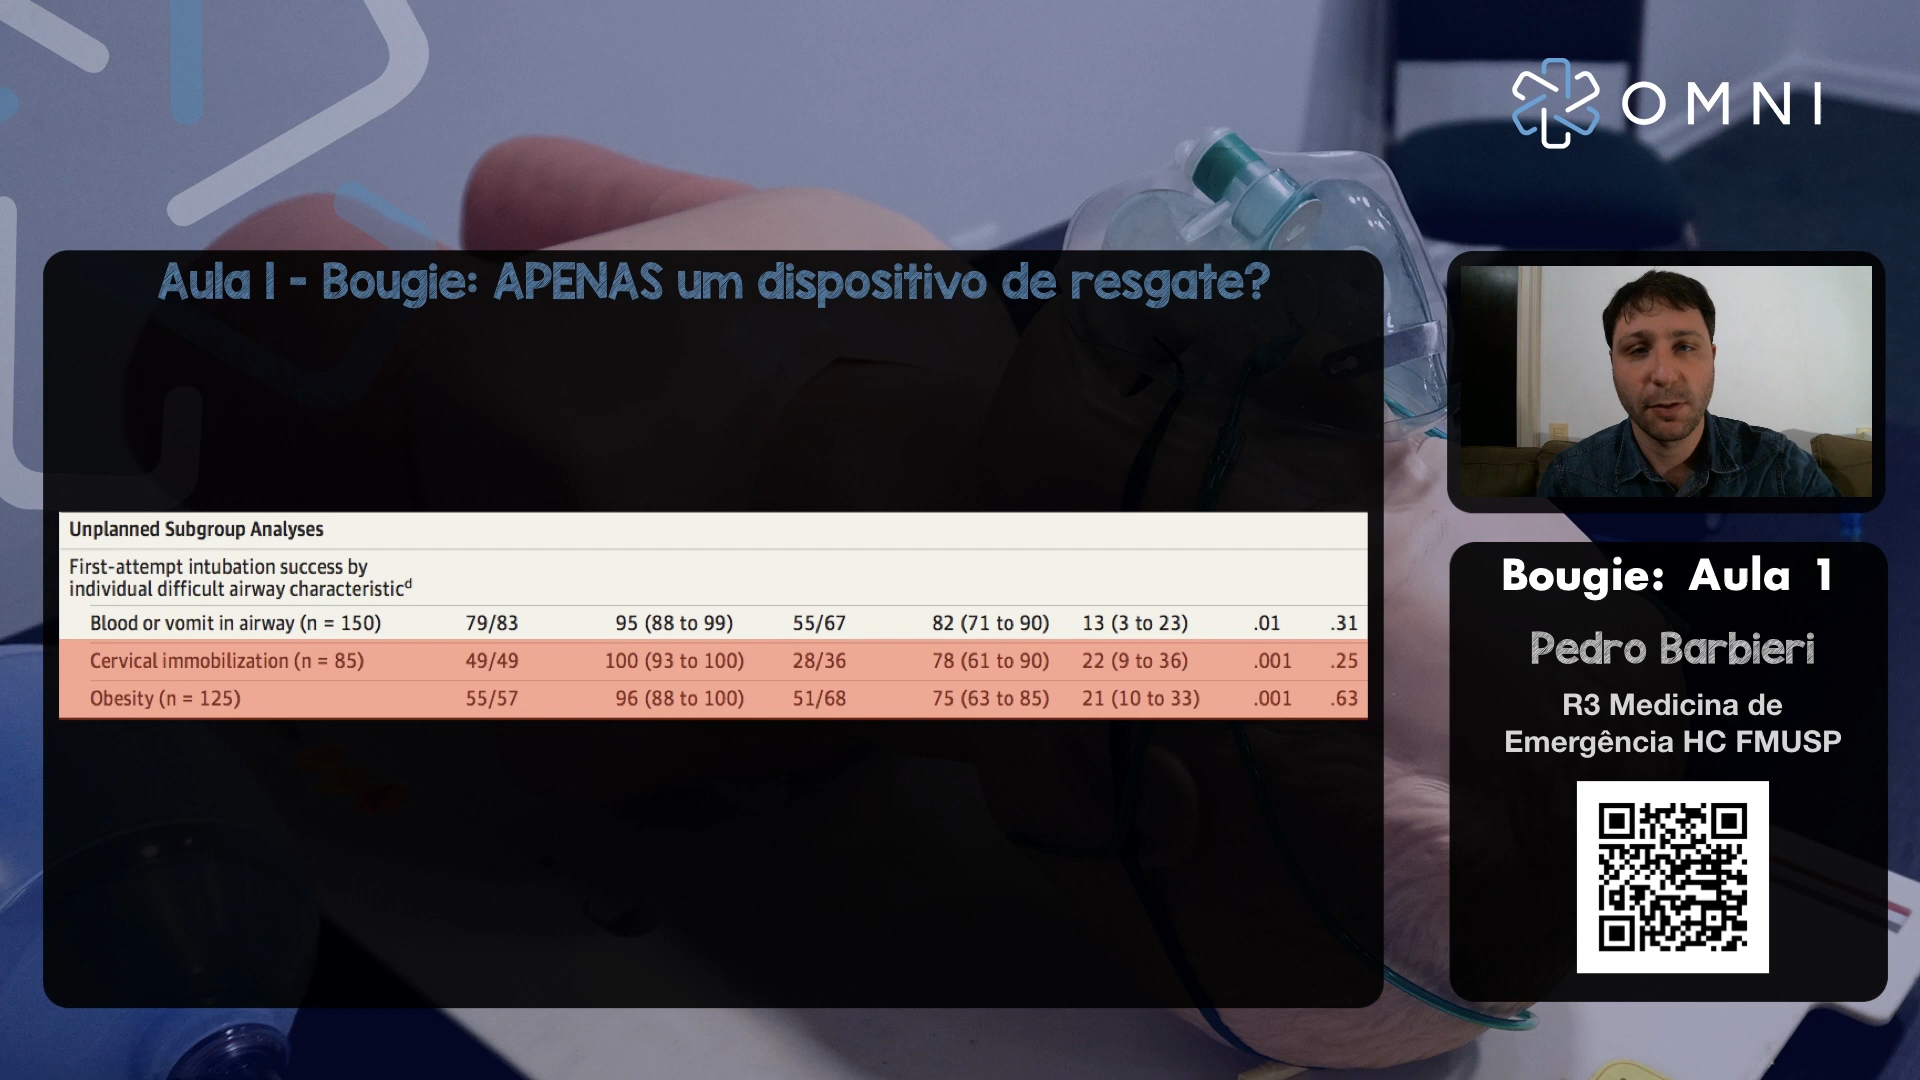 OMNI
Aula 1 - Bougie: APENAS um dispositivo de resgate?
Unplanned Subgroup Analyses
First-attempt intubation success by
individual difficult airway characteristicd
Blood or vomit in airway (n = 150) 79/83 95 (88 to 99) 55/67 82 (71 to 90) 13 (3 to 23) .01 .31
Cervical immobilization (n = 85) 49/49 100 (93 to 100) 28/36 78 (61 to 90) 22 (9 to 36) .001 .25
Obesity (n = 125) 55/57 96 (88 to 100) 51/68 75 (63 to 85) 21 (10 to 33) .001 .63
Bougie: Aula 1
Pedro Barbieri
R3 Medicina de
Emergência HC FMUSP